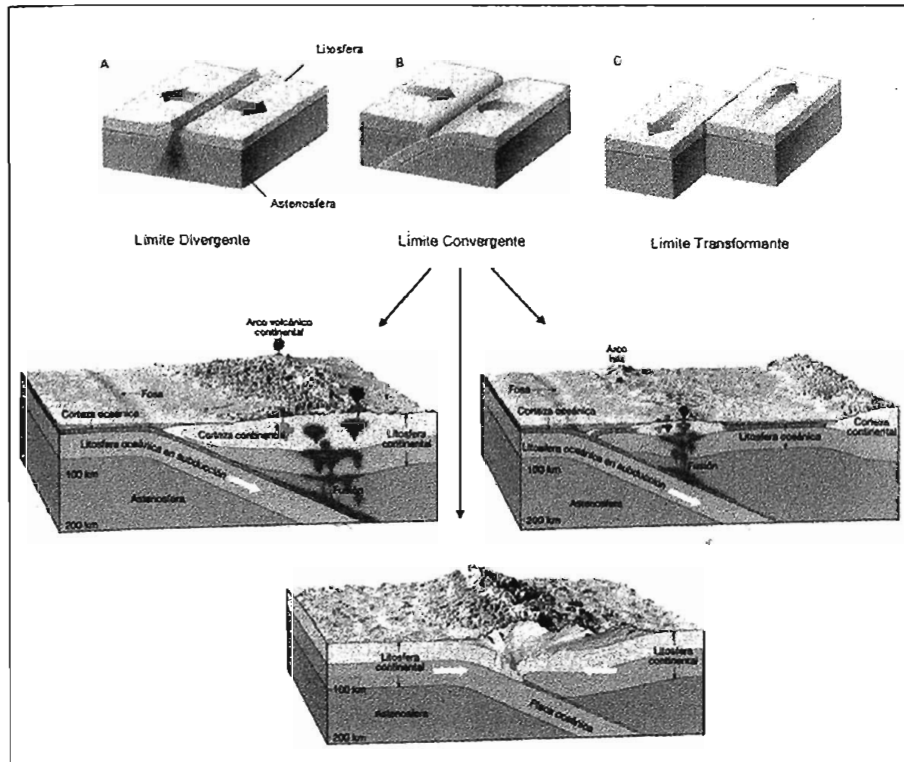 A
Litosfera
B
C
Astenosfera
Límite Divergente
Límite Convergente
Límite Transformante
Arco volcánico
continental
Fosa
Corteza oceánica
Corteza continental
Litosfera
continental
Litosfera oceánica en subducción
100 km
Fusión
Astenosfera
200 km
Arco
isla
Fosa
Corteza oceánica
Litosfera oceánica
Corteza
continental
Litosfera oceánica en subducción
100 km
Fusión
Astenosfera
200 km
Litosfera
continental
Litosfera
continental
100 km
Astenosfera
Placa oceánica
200 km